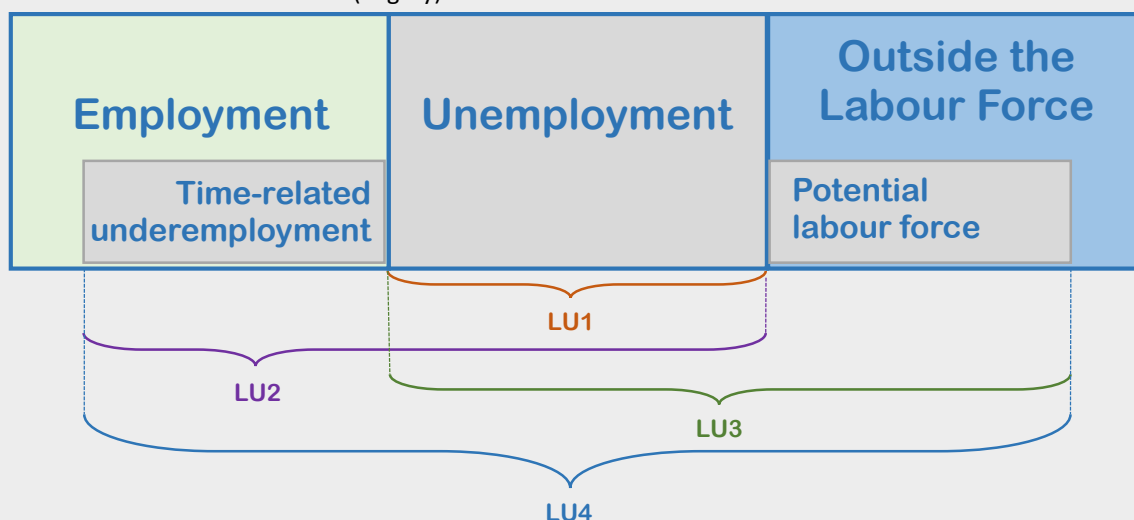 Employment
Unemployment
Outside the
Labour Force
Time-related
underemployment
Potential
labour force
LU1
LU2
LU3
LU4